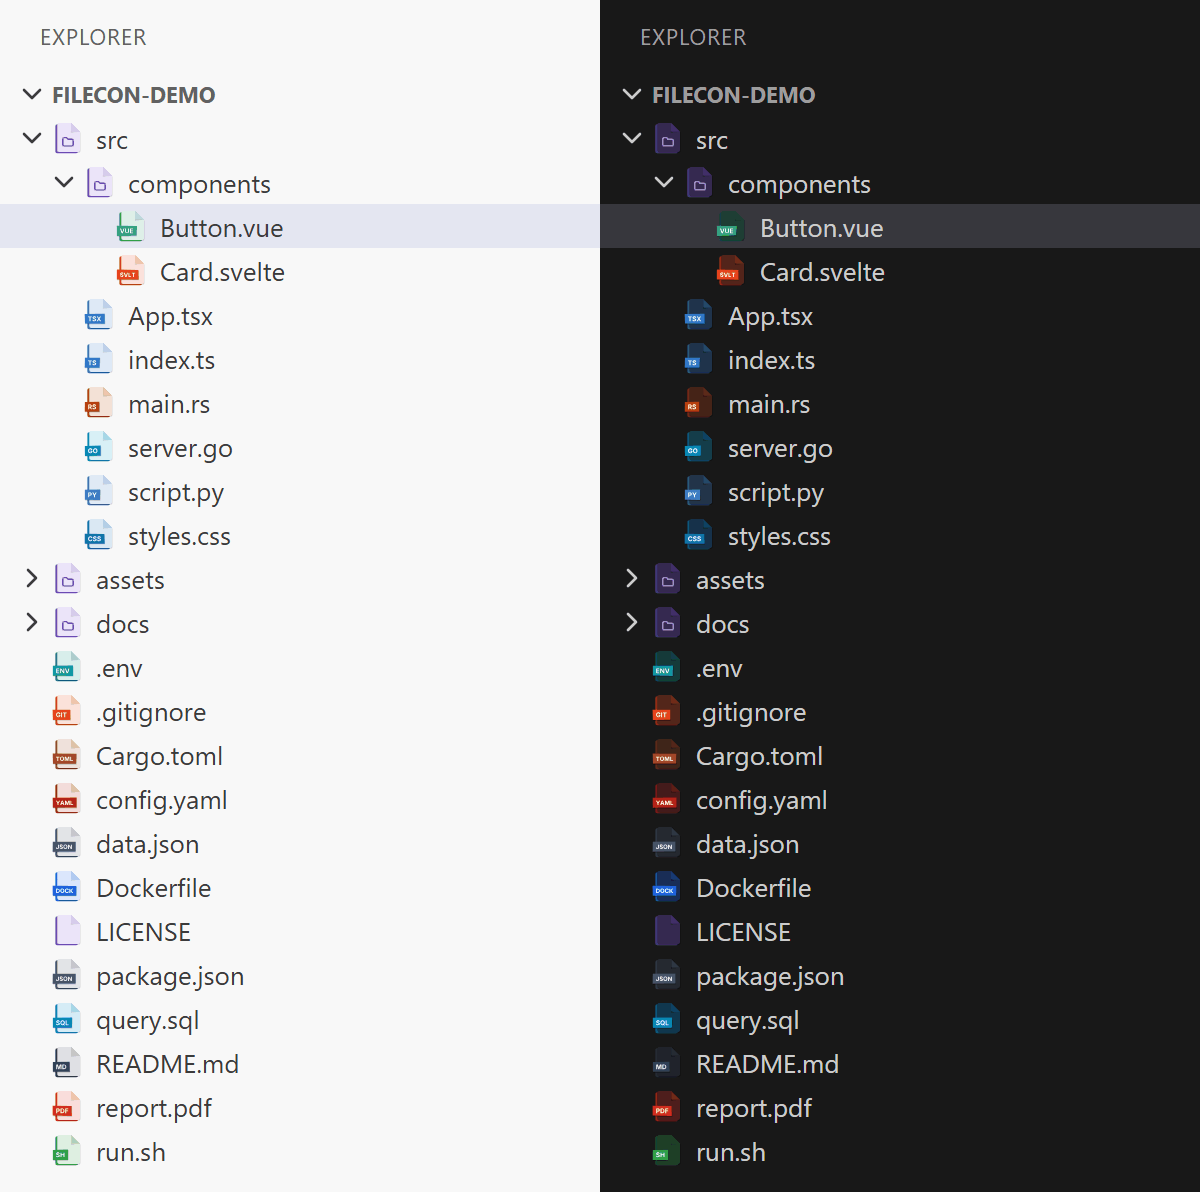 EXPLORER
FILECON-DEMO
src
components
VUE Button.vue
SVLT Card.svelte
TSX App.tsx
TS index.ts
RS main.rs
GO server.go
PY script.py
CSS styles.css
assets
docs
ENV .env
GIT .gitignore
TOML Cargo.toml
YAML config.yaml
JSON data.json
DOCK Dockerfile
LICENSE
JSON package.json
SQL query.sql
MD README.md
PDF report.pdf
SH run.sh
EXPLORER
FILECON-DEMO
src
components
VUE Button.vue
SVLT Card.svelte
TSX App.tsx
TS index.ts
RS main.rs
GO server.go
PY script.py
CSS styles.css
assets
docs
ENV .env
GIT .gitignore
TOML Cargo.toml
YAML config.yaml
JSON data.json
DOCK Dockerfile
LICENSE
JSON package.json
SQL query.sql
MD README.md
PDF report.pdf
SH run.sh